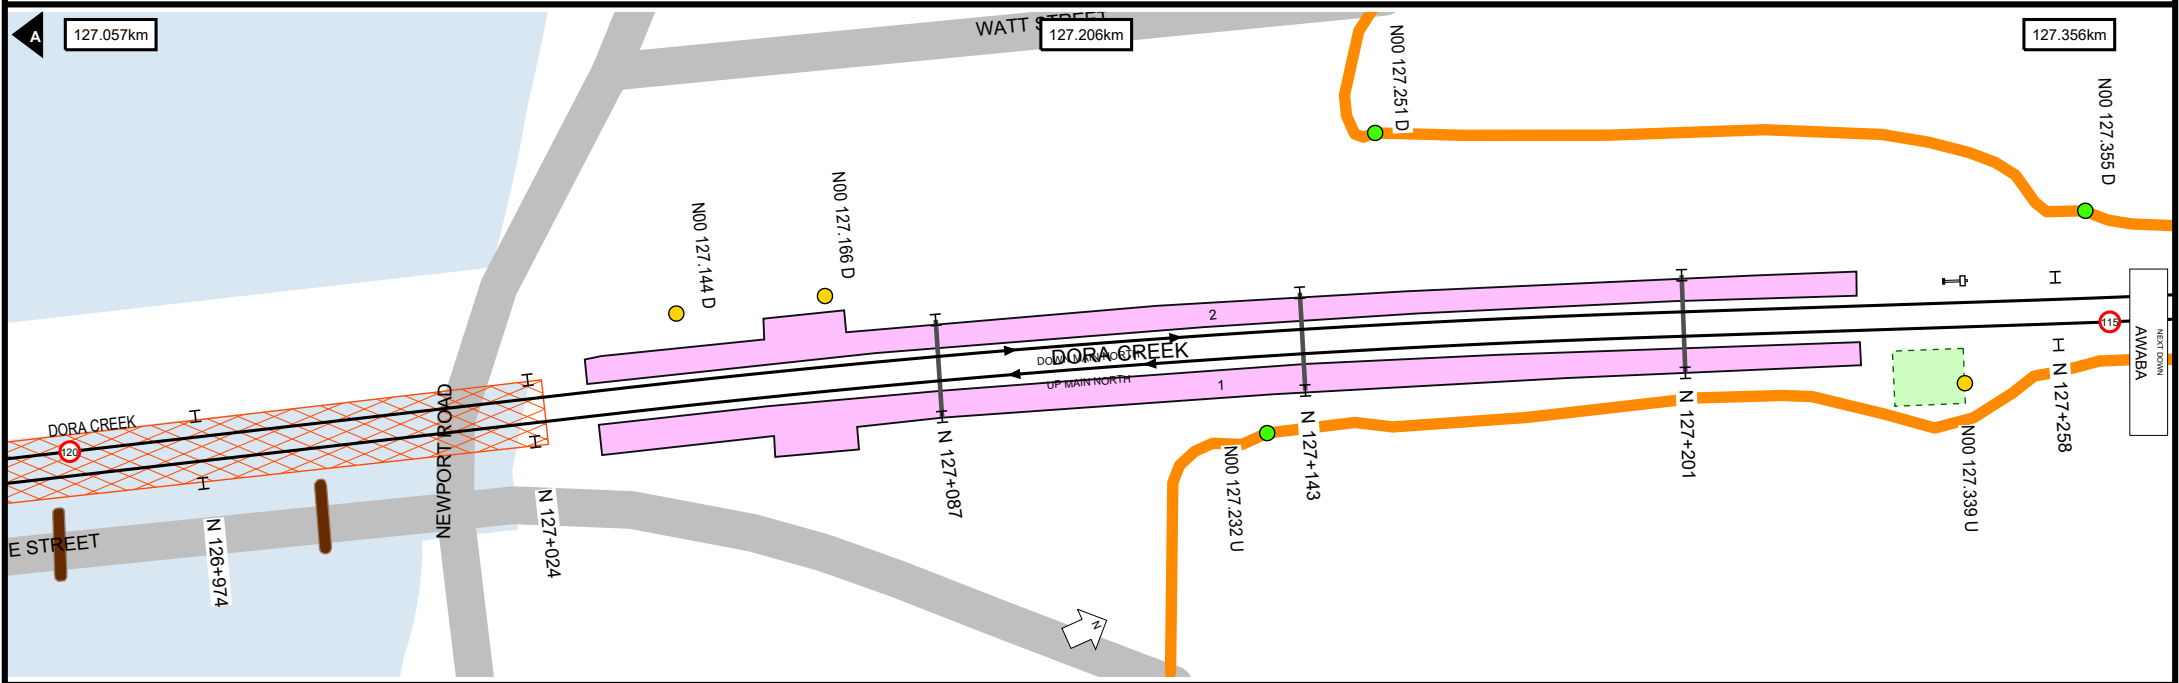 A
127.057km
WATT STREET
127.206km
127.356km
N00 127.251 D
N00 127.355 D
N00 127.166 D
N00 127.144 D
2
DORA CREEK
DOWN MAIN NORTH
UP MAIN NORTH
1
115
NEXT DOWN
AWABA
DORA CREEK
120
NEWPORT ROAD
E STREET
N 126+974
N 127+024
N 127+087
N00 127.232 U
N 127+143
N 127+201
N00 127.339 U
N 127+258
N